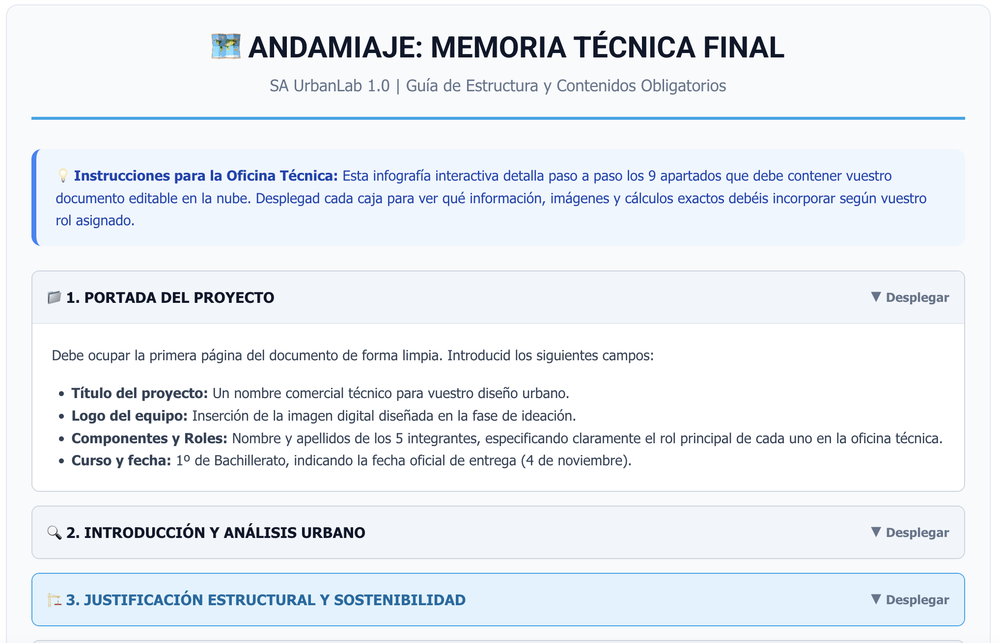 ANDAMIAJE: MEMORIA TÉCNICA FINAL
SA UrbanLab 1.0 | Guía de Estructura y Contenidos Obligatorios
Instrucciones para la Oficina Técnica: Esta infografía interactiva detalla paso a paso los 9 apartados que debe contener vuestro
documento editable en la nube. Desplegad cada caja para ver qué información, imágenes y cálculos exactos debéis incorporar según vuestro
rol asignado.
1. PORTADA DEL PROYECTO
▼ Desplegar
Debe ocupar la primera página del documento de forma limpia. Introducid los siguientes campos:
• Título del proyecto: Un nombre comercial técnico para vuestro diseño urbano.
• Logo del equipo: Inserción de la imagen digital diseñada en la fase de ideación.
• Componentes y Roles: Nombre y apellidos de los 5 integrantes, especificando claramente el rol principal de cada uno en la oficina técnica.
• Curso y fecha: 1º de Bachillerato, indicando la fecha oficial de entrega (4 de noviembre).
2. INTRODUCCIÓN Y ANÁLISIS URBANO
▼ Desplegar
3. JUSTIFICACIÓN ESTRUCTURAL Y SOSTENIBILIDAD
▼ Desplegar